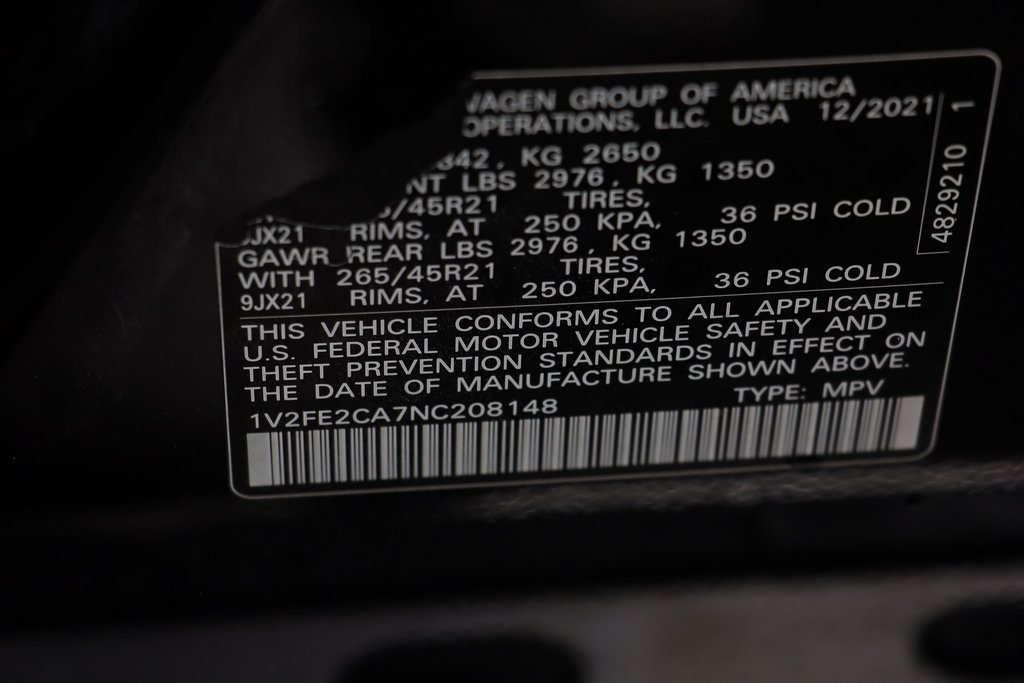 WAGEN GROUP OF AMERICA
OPERATIONS, LLC. USA 12/2021
342, KG 2650
NT LBS 2976, KG 1350
/45R21 TIRES,
JX21 RIMS, AT 250 KPA, 36 PSI COLD
GAWR REAR LBS 2976, KG 1350
WITH 265/45R21 TIRES,
9JX21 RIMS, AT 250 KPA, 36 PSI COLD
4829210 1
THIS VEHICLE CONFORMS TO ALL APPLICABLE
U.S. FEDERAL MOTOR VEHICLE SAFETY AND
THEFT PREVENTION STANDARDS IN EFFECT ON
THE DATE OF MANUFACTURE SHOWN ABOVE.
1V2FE2CA7NC208148 TYPE: MPV